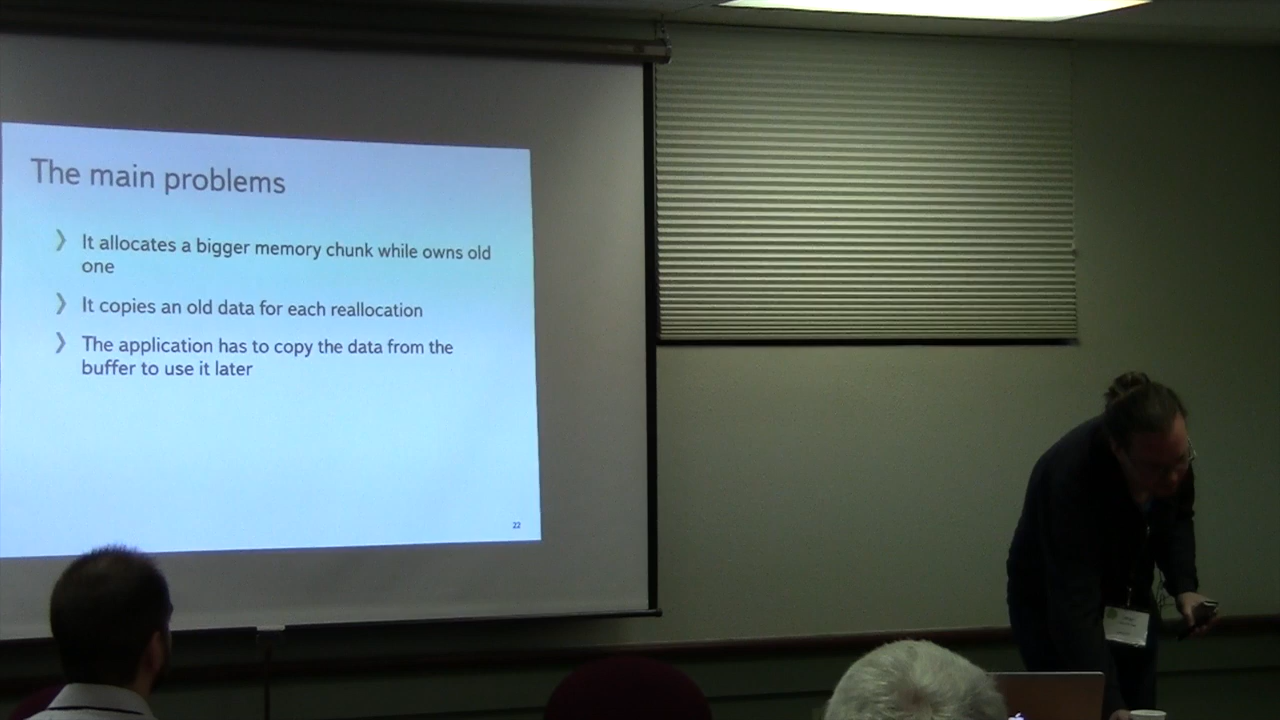 The main problems
It allocates a bigger memory chunk while owns old
one
It copies an old data for each reallocation
The application has to copy the data from the
buffer to use it later
22